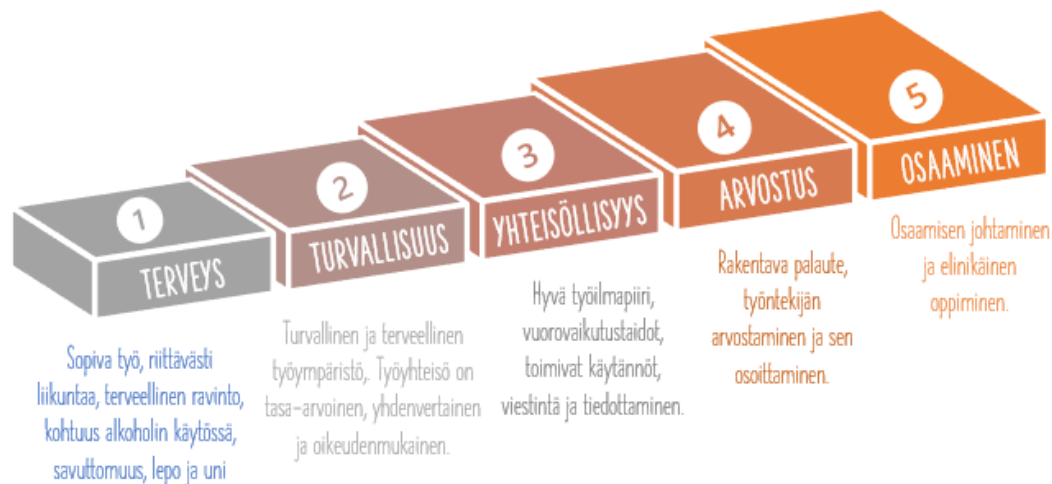 1
TERVEYS
Sopiva työ, riittävästi
liikuntaa, terveellinen ravinto,
kohtuus alkoholin käytössä,
savuttomuus, lepo ja uni
2
TURVALLISUUS
Turvallinen ja terveellinen
työympäristö,. Työyhteisö on
tasa-arvoinen, yhdenvertainen
ja oikeudenmukainen.
3
YHTEISÖLLISYYS
Hyvä työilmapiiri,
vuorovaikutustaidot,
toimivat käytännöt,
viestintä ja tiedottaminen.
4
ARVOSTUS
Rakentava palaute,
työntekijän
arvostaminen ja sen
osoittaminen.
5
OSAAMINEN
Osaamisen johtaminen
ja elinikäinen
oppiminen.